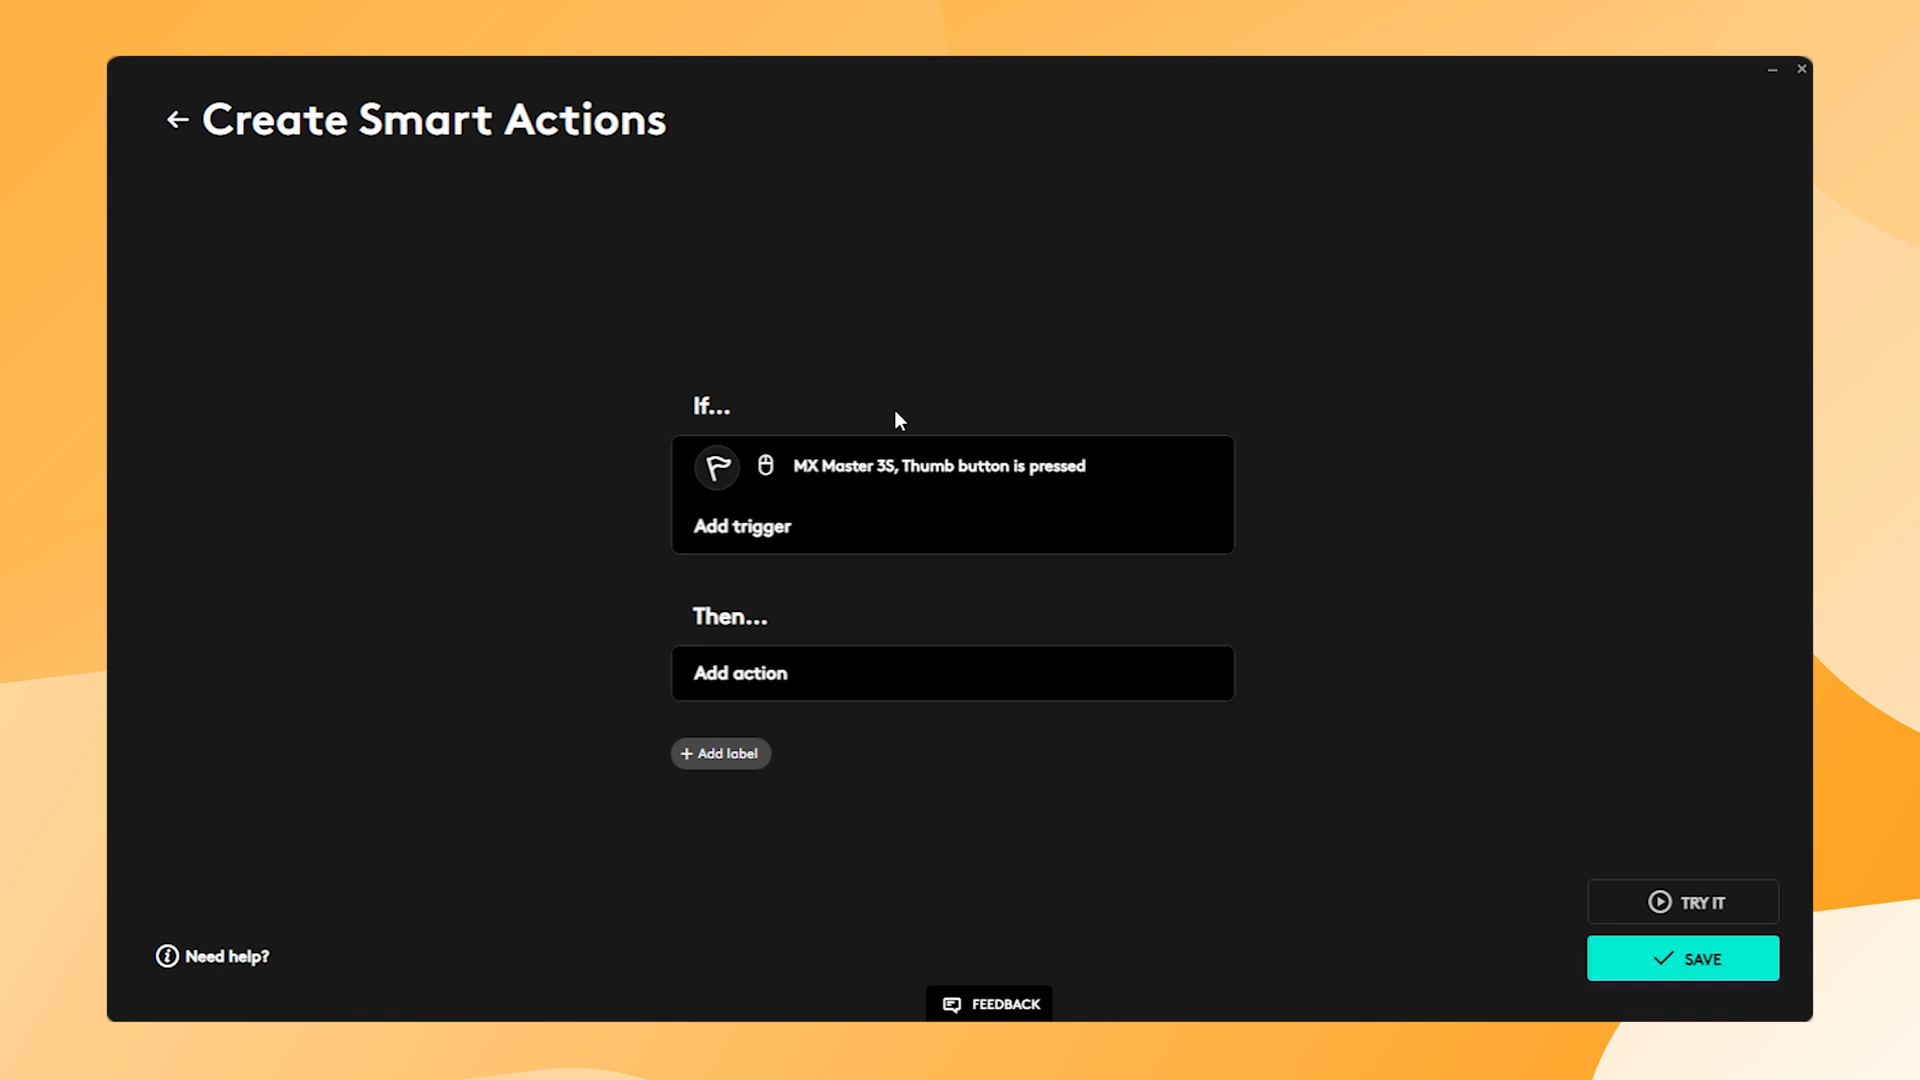 Create Smart Actions
If...
MX Master 3S, Thumb button is pressed
Add trigger
Then...
Add action
+ Add label
TRY IT
SAVE
Need help?
FEEDBACK